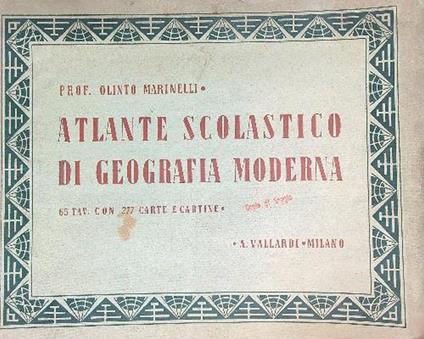 PROF. OLINTO MARINELLI •
ATLANTE SCOLASTICO
DI GEOGRAFIA MODERNA
65 TAV. CON 277 CARTE E CARTINE •
• A. VALLARDI • MILANO